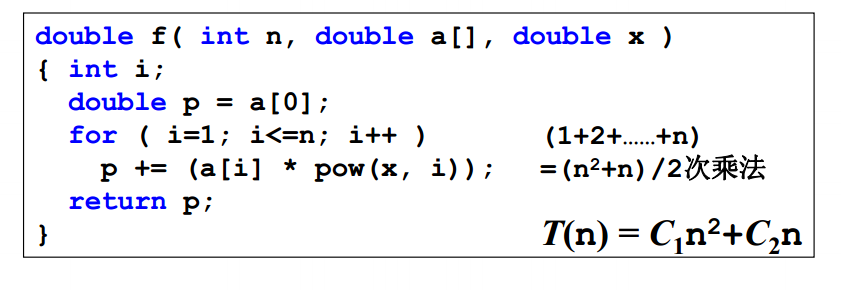 double f( int n, double a[], double x )
{ int i;
double p = a[0];
for ( i=1; i<=n; i++ ) (1+2+……+n)
p += (a[i] * pow(x, i)); =(n²+n)/2次乘法
return p;
} T(n) = C₁n²+C₂n